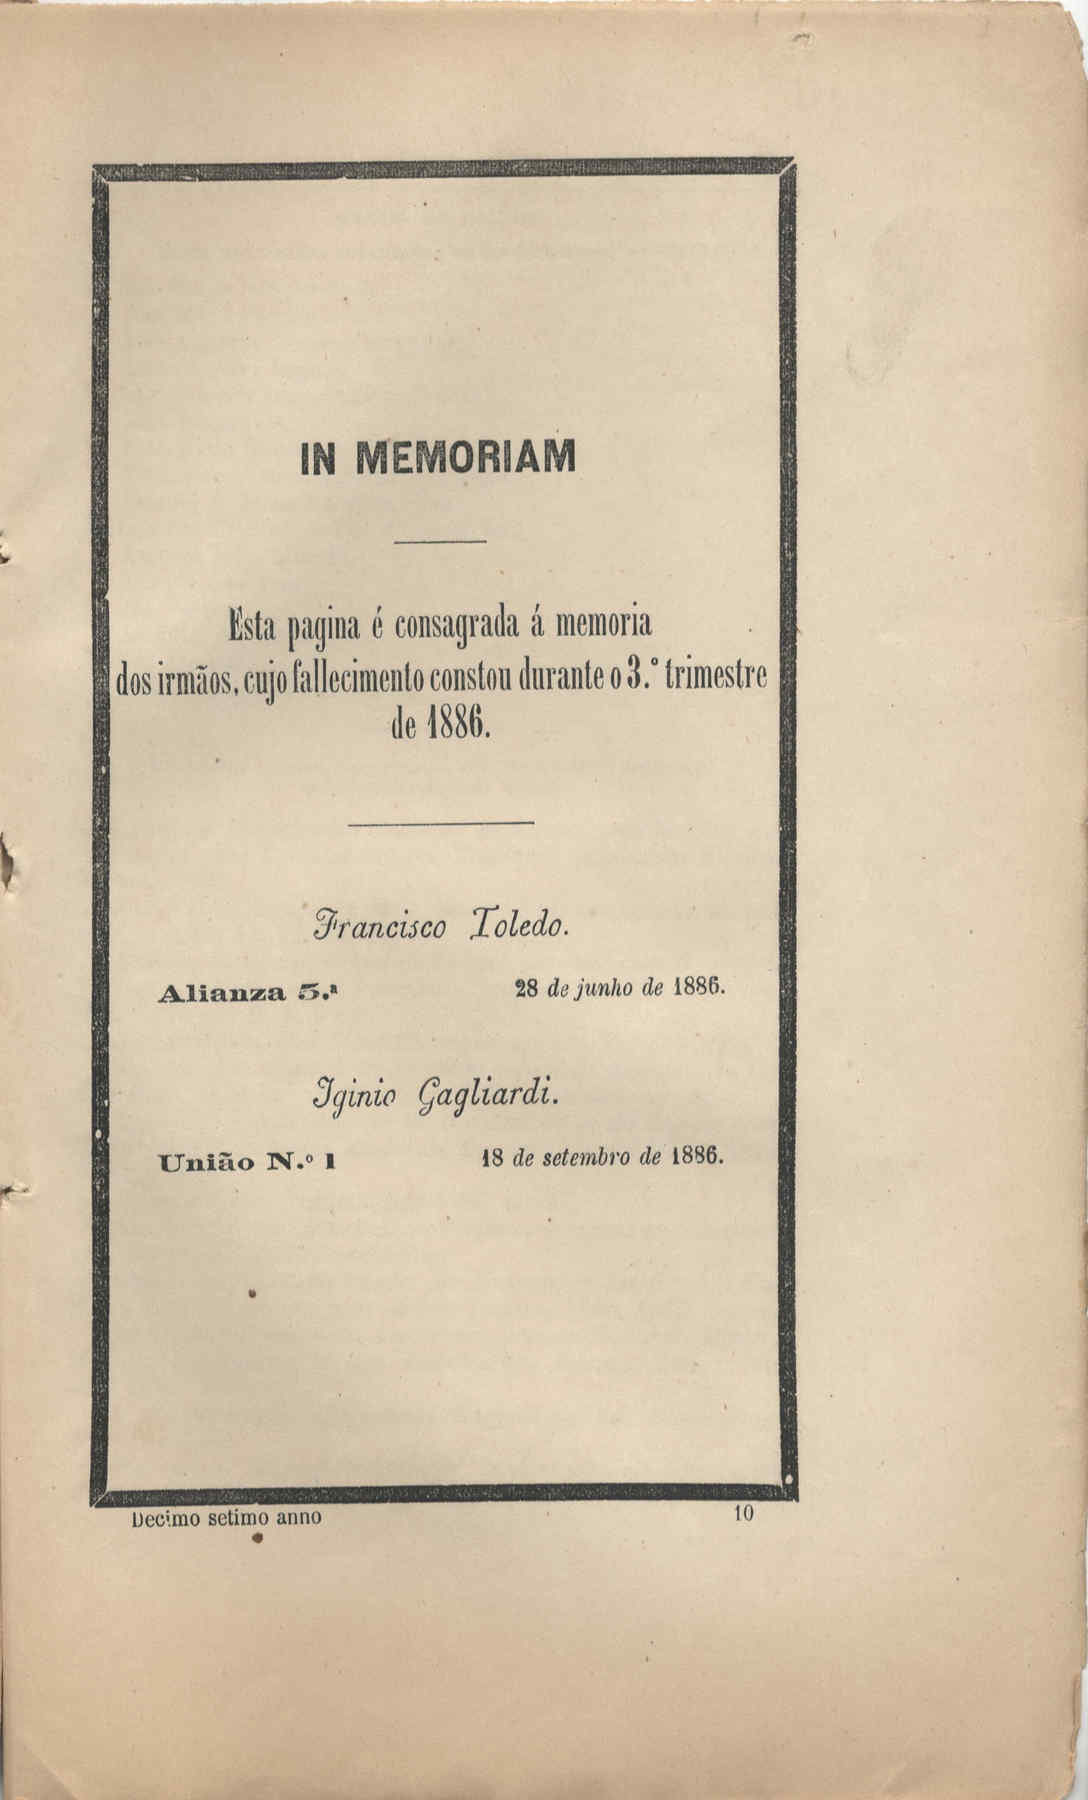 IN MEMORIAM
Esta pagina é consagrada á memoria
dos irmãos, cujo fallecimento constou durante o 3.º trimestre
de 1886.
Francisco Toledo.
Alianza 5.ª 28 de junho de 1886.
Iginio Gagliardi.
União N.º 1 18 de setembro de 1886.
Decimo setimo anno 10